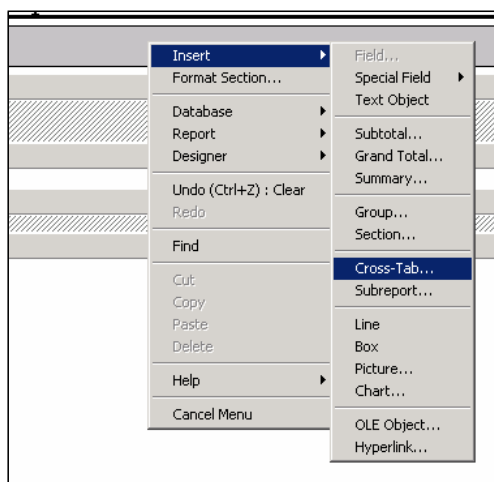 Insert
Format Section...
Database
Report
Designer
Undo (Ctrl+Z) : Clear
Redo
Find
Cut
Copy
Paste
Delete
Help
Cancel Menu
Field...
Special Field
Text Object
Subtotal...
Grand Total...
Summary...
Group...
Section...
Cross-Tab...
Subreport...
Line
Box
Picture...
Chart...
OLE Object...
Hyperlink...